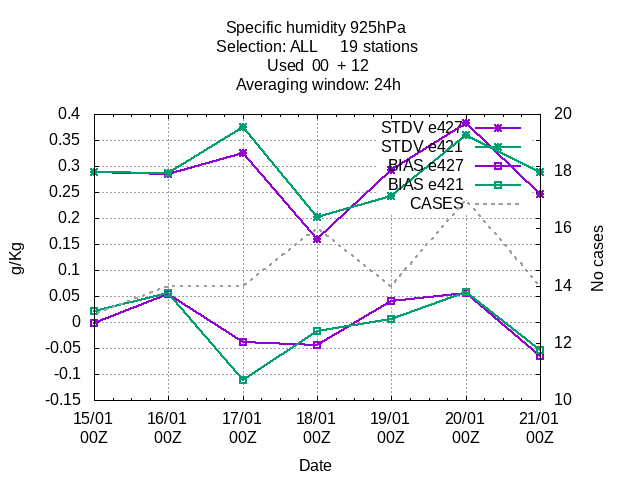 Specific humidity 925hPa
Selection: ALL     19 stations
Used  00  + 12
Averaging window: 24h
STDV e427
STDV e421
BIAS e427
BIAS e421
CASES
g/Kg
0.4
0.35
0.3
0.25
0.2
0.15
0.1
0.05
0
-0.05
-0.1
-0.15
No cases
20
18
16
14
12
10
15/01 00Z
16/01 00Z
17/01 00Z
18/01 00Z
19/01 00Z
20/01 00Z
21/01 00Z
Date